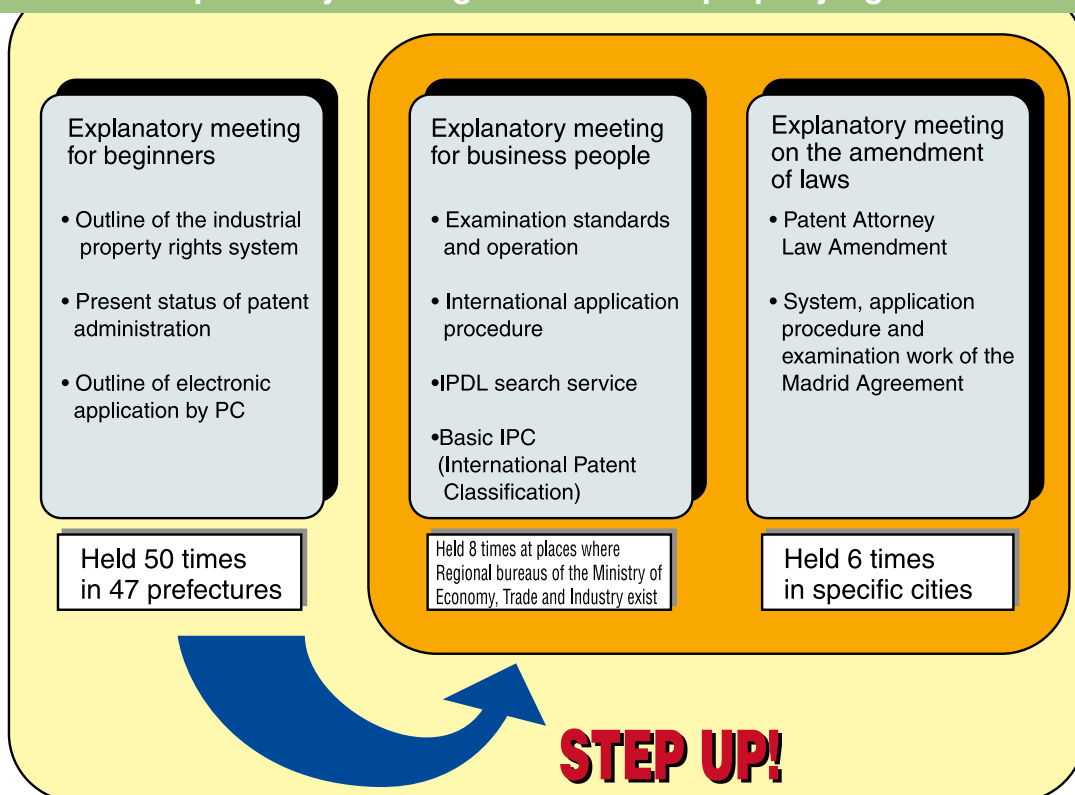 Explanatory meeting
for beginners
• Outline of the industrial
property rights system
• Present status of patent
administration
• Outline of electronic
application by PC
Held 50 times
in 47 prefectures
Explanatory meeting
for business people
• Examination standards
and operation
• International application
procedure
•IPDL search service
•Basic IPC
(International Patent
Classification)
Held 8 times at places where
Regional bureaus of the Ministry of
Economy, Trade and Industry exist
Explanatory meeting
on the amendment
of laws
• Patent Attorney
Law Amendment
• System, application
procedure and
examination work of the
Madrid Agreement
Held 6 times
in specific cities
STEP UP!